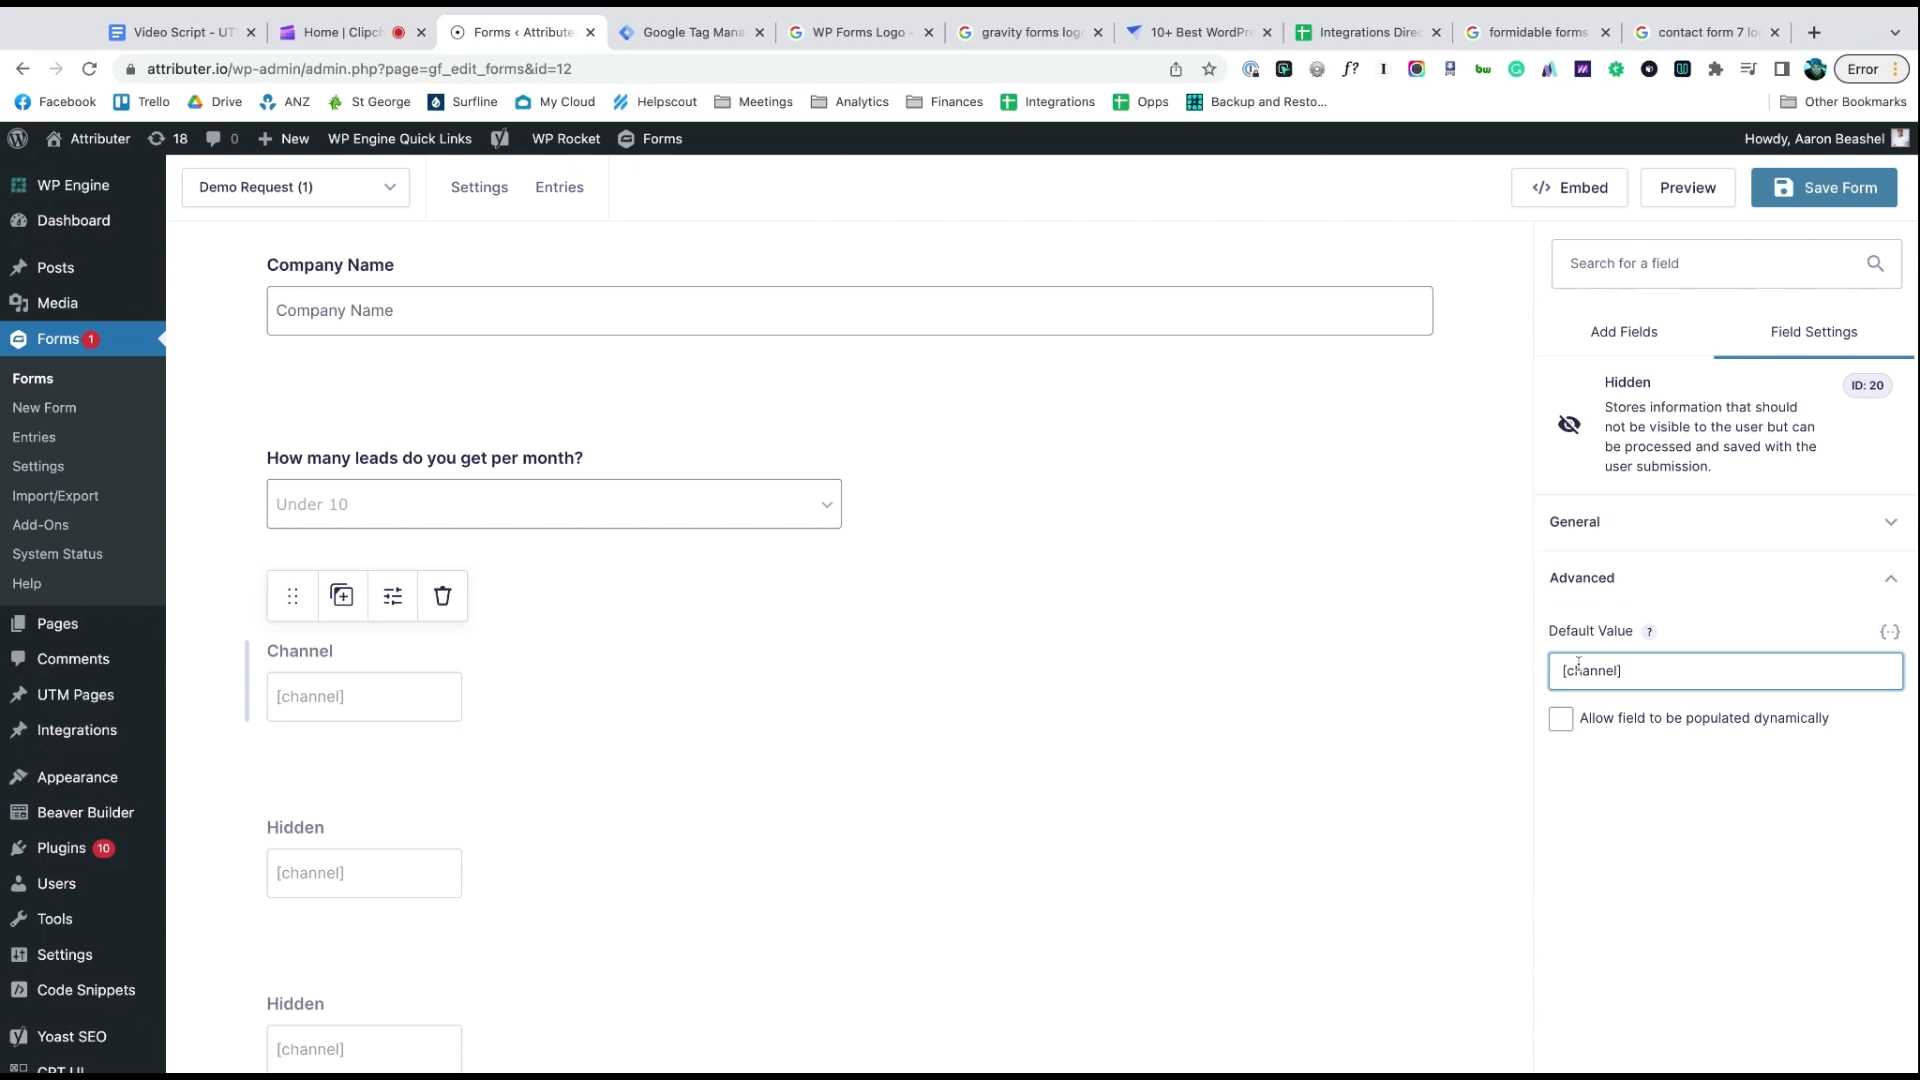 Video Script - UT
Home | Clipch
Forms ‹ Attribute
Google Tag Mana
WP Forms Logo -
gravity forms log
10+ Best WordPr
Integrations Direc
formidable forms
contact form 7 lo
attributer.io/wp-admin/admin.php?page=gf_edit_forms&id=12
Error
Facebook
Trello
Drive
ANZ
St George
Surfline
My Cloud
Helpscout
Meetings
Analytics
Finances
Integrations
Opps
Backup and Resto...
Other Bookmarks
Attributer
18
0
New
WP Engine Quick Links
WP Rocket
Forms
Howdy, Aaron Beashel
WP Engine
Dashboard
Posts
Media
Forms 1
Forms
New Form
Entries
Settings
Import/Export
Add-Ons
System Status
Help
Pages
Comments
UTM Pages
Integrations
Appearance
Beaver Builder
Plugins 10
Users
Tools
Settings
Code Snippets
Yoast SEO
CPT UI
Demo Request (1)
Settings
Entries
Embed
Preview
Save Form
Company Name
Company Name
How many leads do you get per month?
Under 10
Channel
[channel]
Hidden
[channel]
Hidden
[channel]
Search for a field
Add Fields
Field Settings
Hidden
ID: 20
Stores information that should
not be visible to the user but can
be processed and saved with the
user submission.
General
Advanced
Default Value ?
[channel]
Allow field to be populated dynamically